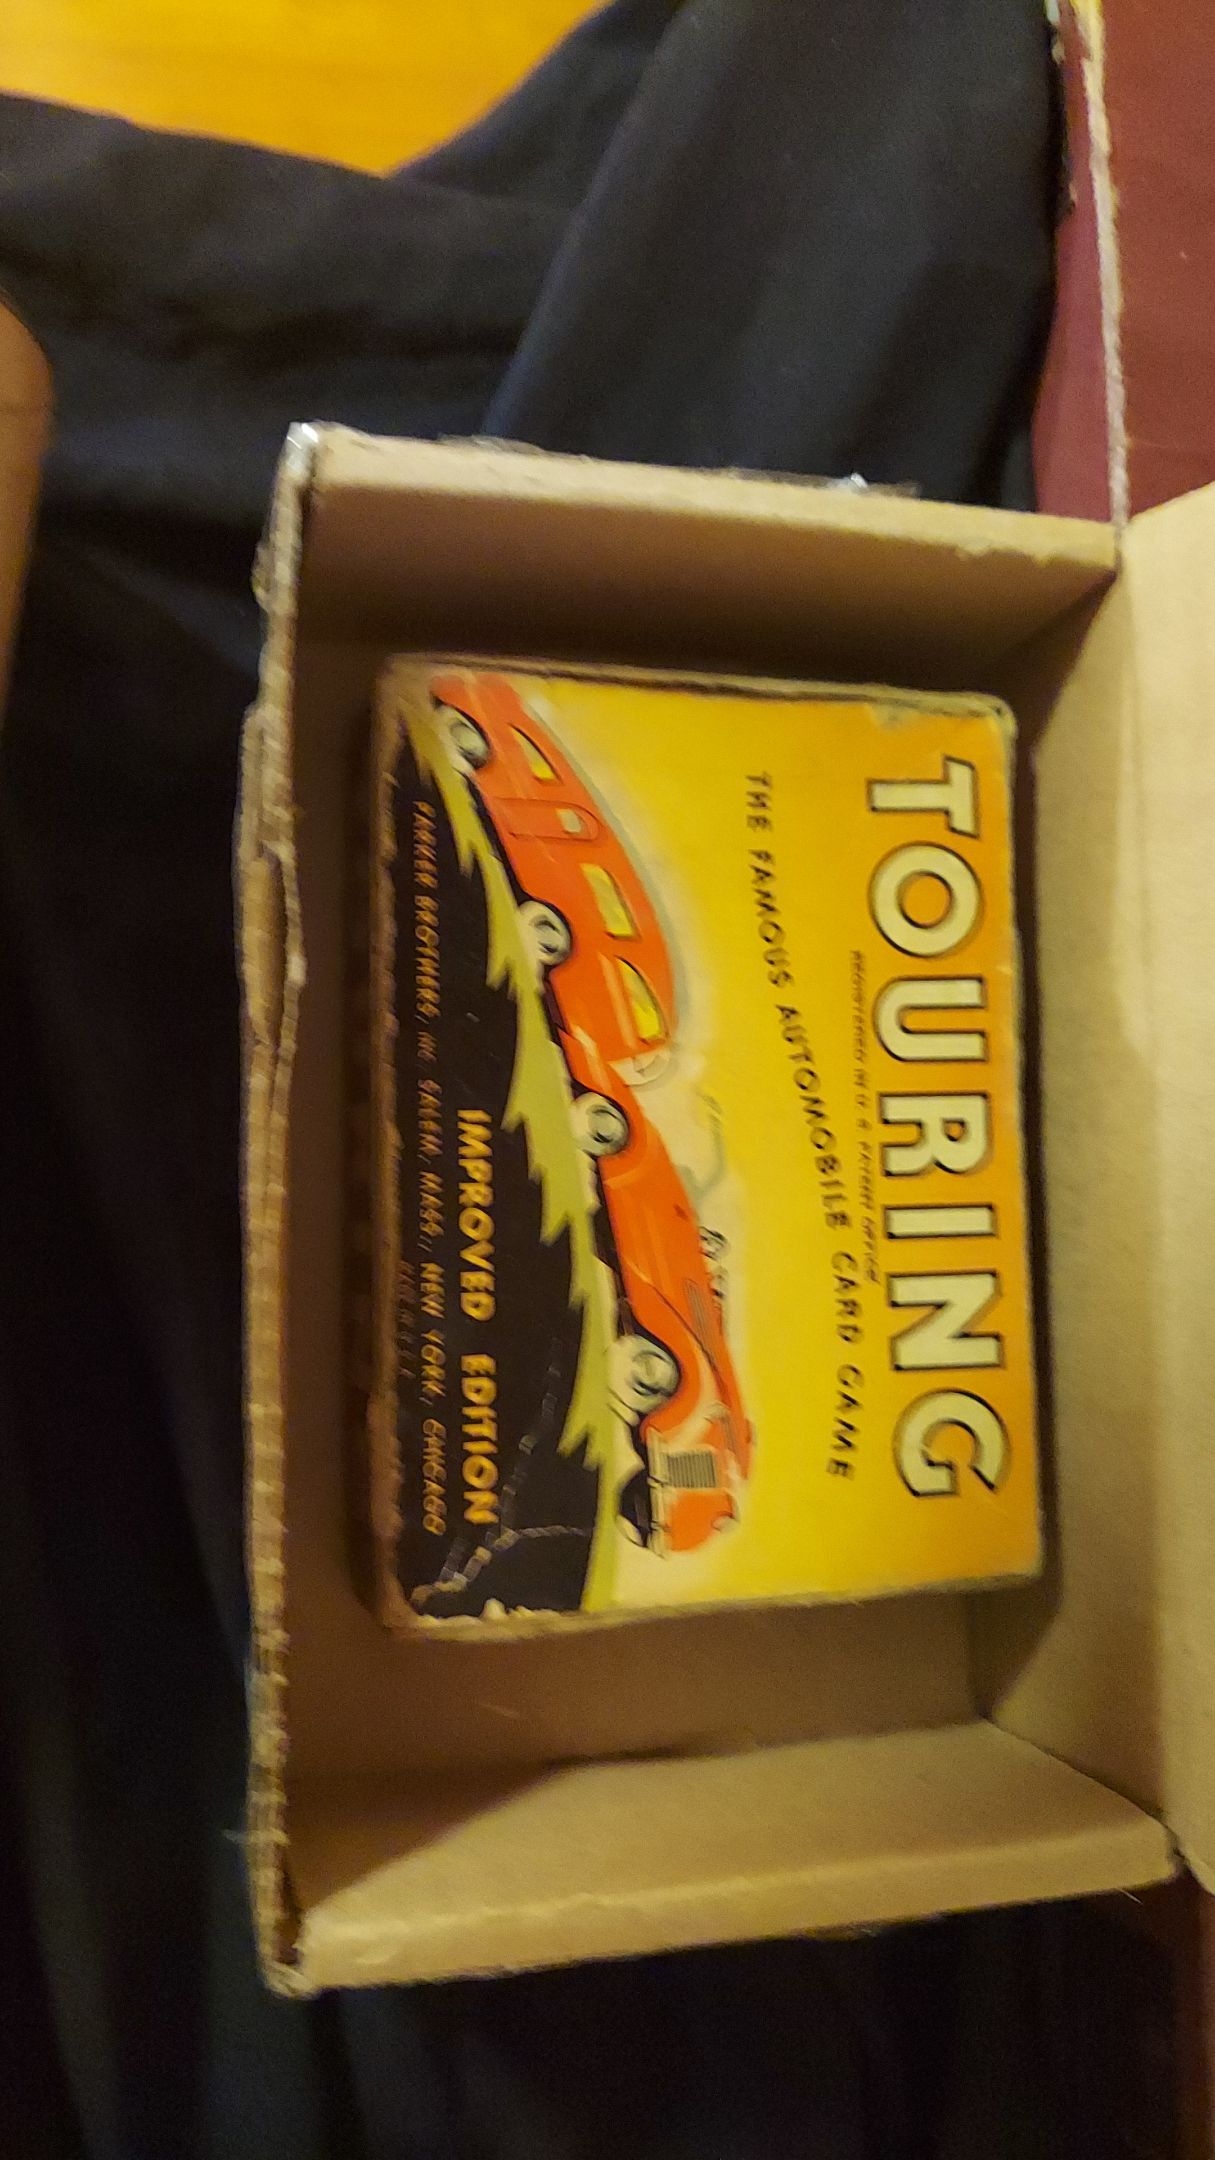 TOURING
REGISTERED IN U.S. PATENT OFFICE
THE FAMOUS AUTOMOBILE CARD GAME
IMPROVED EDITION
PARKER BROTHERS, INC. SALEM, MASS., NEW YORK, CHICAGO